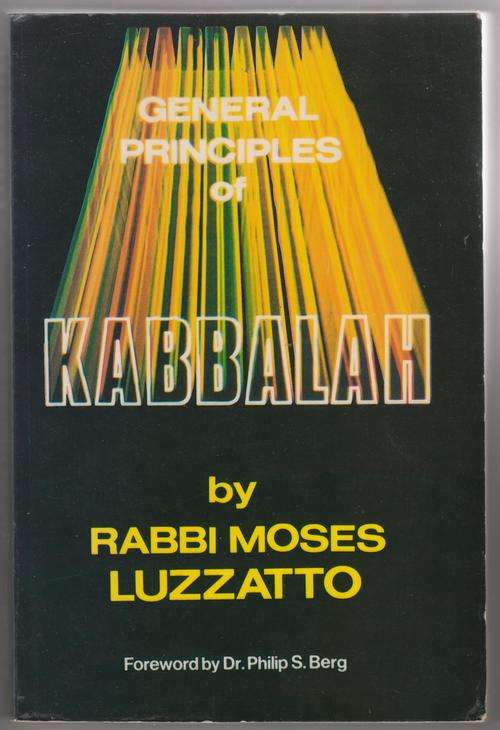 GENERAL
PRINCIPLES
of
KABBALAH
by
RABBI MOSES
LUZZATTO
Foreword by Dr. Philip S. Berg